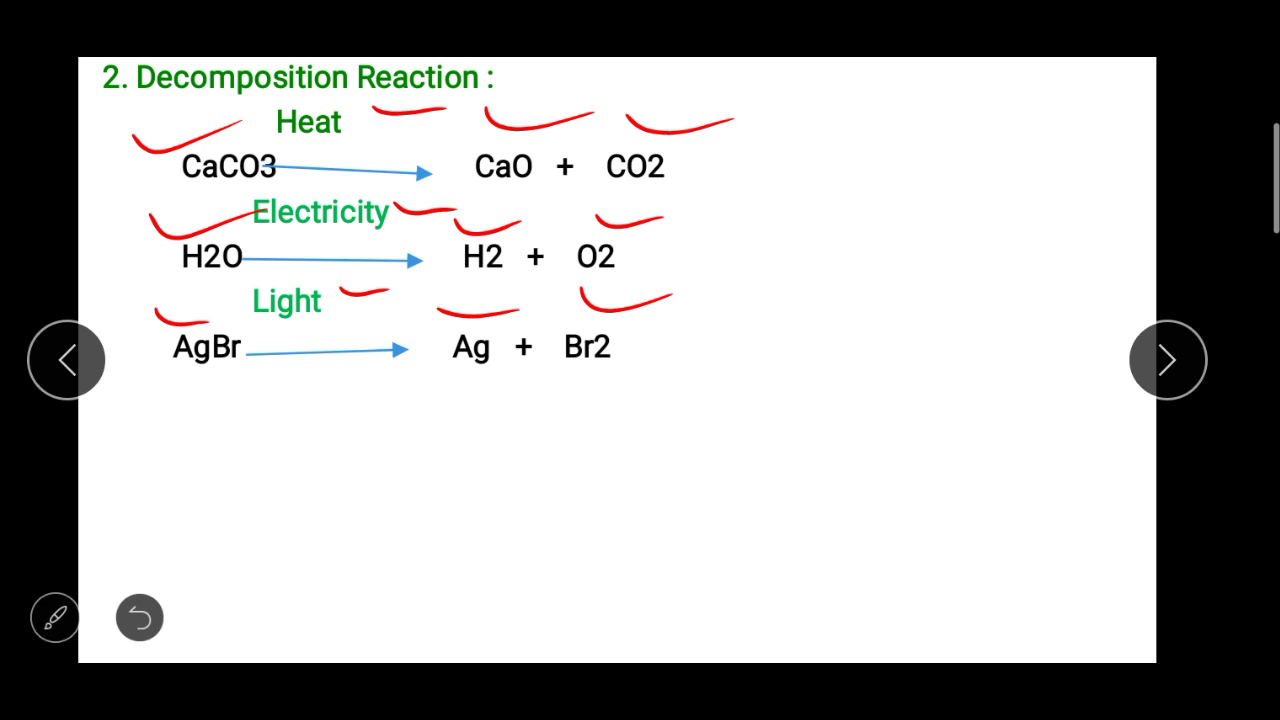 2. Decomposition Reaction :
Heat
CaCO3 CaO + CO2
Electricity
H2O H2 + O2
Light
AgBr Ag + Br2